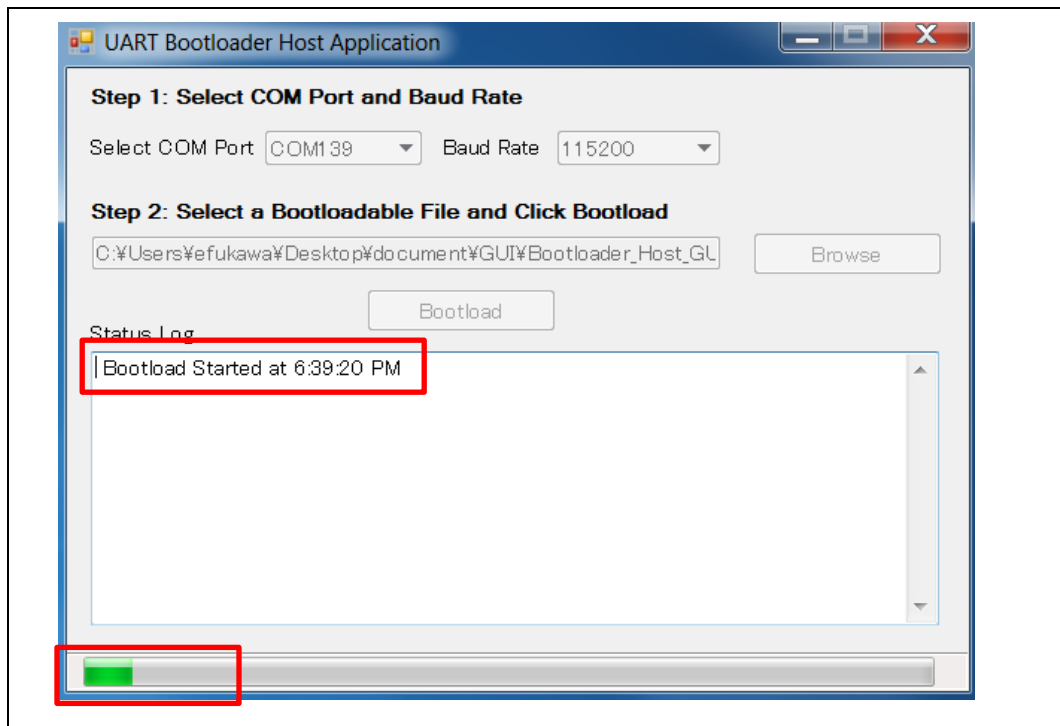 UART Bootloader Host Application
Step 1: Select COM Port and Baud Rate
Select COM Port COM139 Baud Rate 115200
Step 2: Select a Bootloadable File and Click Bootload
C:¥Users¥efukawa¥Desktop¥document¥GUI¥Bootloader_Host_GU
Browse
Bootload
Status Log
Bootload Started at 6:39:20 PM